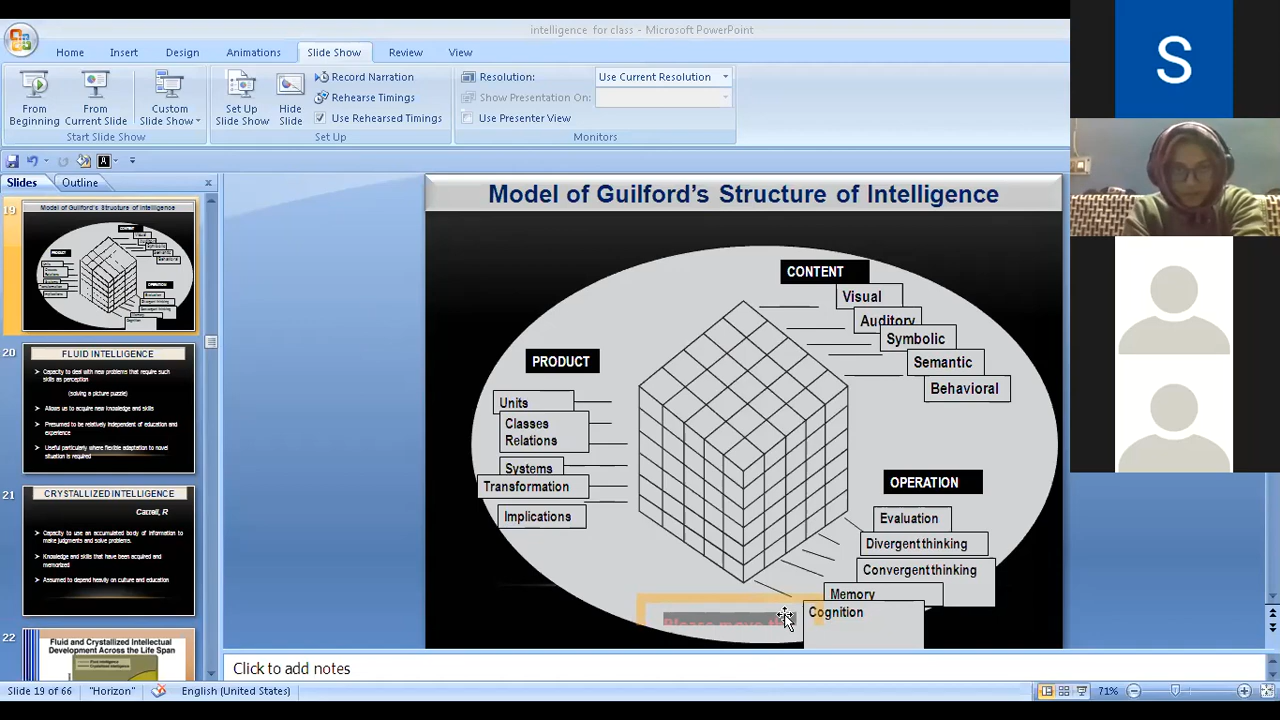 intelligence for class - Microsoft PowerPoint
Home Insert Design Animations Slide Show Review View
From Beginning
From Current Slide
Custom Slide Show
Start Slide Show
Set Up Slide Show
Hide Slide
Record Narration
Rehearse Timings
Use Rehearsed Timings
Set Up
Resolution: Use Current Resolution
Show Presentation On:
Use Presenter View
Monitors
Slides Outline
19
Model of Guilford's Structure of Intelligence
20
FLUID INTELLIGENCE
Capacity to deal with new problems that require such
skills as perception
(solving a picture puzzle)
Allows us to acquire new knowledge and skills
Presumed to be relatively independent of education and
experience
Useful particularly where flexible adaptation to novel
situation is required
21
CRYSTALLIZED INTELLIGENCE
Cattell, R
Capacity to use an accumulated body of information to
make judgments and solve problems.
Knowledge and skills that have been acquired and
memorized
Assumed to depend heavily on culture and education
22
Fluid and Crystallized Intellectual
Development Across the Life Span
Model of Guilford's Structure of Intelligence
CONTENT
Visual
Auditory
Symbolic
Semantic
Behavioral
PRODUCT
Units
Classes
Relations
Systems
Transformation
Implications
OPERATION
Evaluation
Divergent thinking
Convergent thinking
Memory
Cognition
Please move
Click to add notes
Slide 19 of 66 "Horizon" English (United States) 71%
S